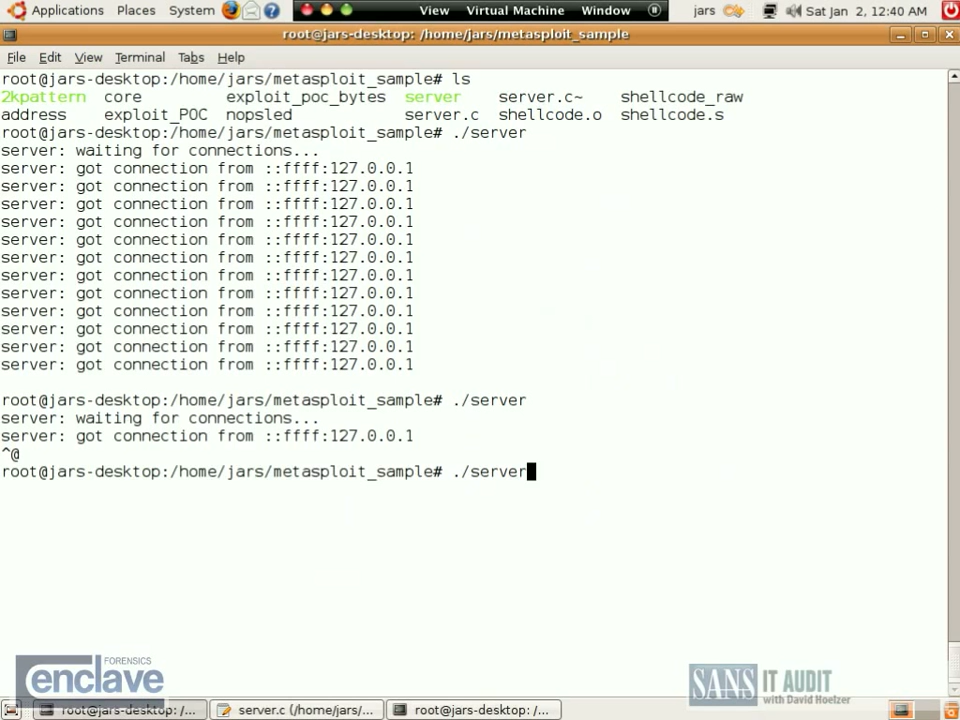 Applications Places System View Virtual Machine Window jars Sat Jan 2, 12:40 AM
root@jars-desktop: /home/jars/metasploit_sample
File Edit View Terminal Tabs Help
root@jars-desktop:/home/jars/metasploit_sample# ls
2kpattern core exploit_poc_bytes server server.c~ shellcode_raw
address exploit_POC nopsled server.c shellcode.o shellcode.s
root@jars-desktop:/home/jars/metasploit_sample# ./server
server: waiting for connections...
server: got connection from ::ffff:127.0.0.1
server: got connection from ::ffff:127.0.0.1
server: got connection from ::ffff:127.0.0.1
server: got connection from ::ffff:127.0.0.1
server: got connection from ::ffff:127.0.0.1
server: got connection from ::ffff:127.0.0.1
server: got connection from ::ffff:127.0.0.1
server: got connection from ::ffff:127.0.0.1
server: got connection from ::ffff:127.0.0.1
server: got connection from ::ffff:127.0.0.1
server: got connection from ::ffff:127.0.0.1
server: got connection from ::ffff:127.0.0.1
root@jars-desktop:/home/jars/metasploit_sample# ./server
server: waiting for connections...
server: got connection from ::ffff:127.0.0.1
^@
root@jars-desktop:/home/jars/metasploit_sample# ./server
FORENSICS
enclave
SANS IT AUDIT
with David Hoelzer
root@jars-desktop: /... server.c (/home/jars/... root@jars-desktop: /...